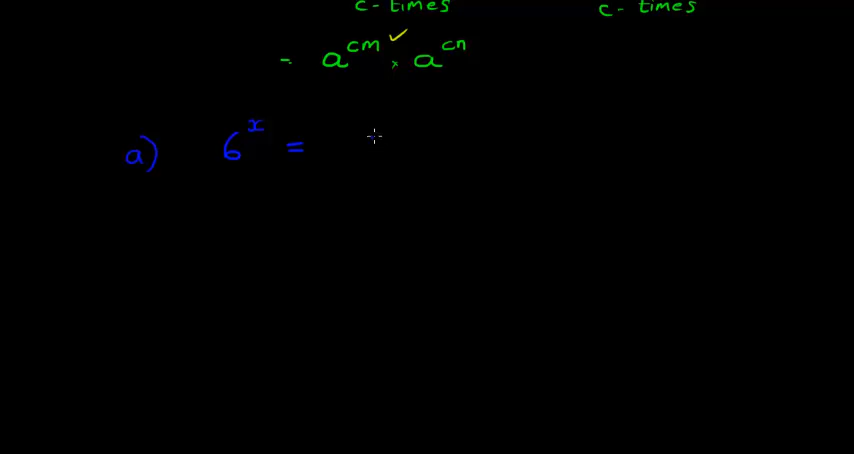 c - times c - times
= a^cm × a^cn ✓
a) 6^x =